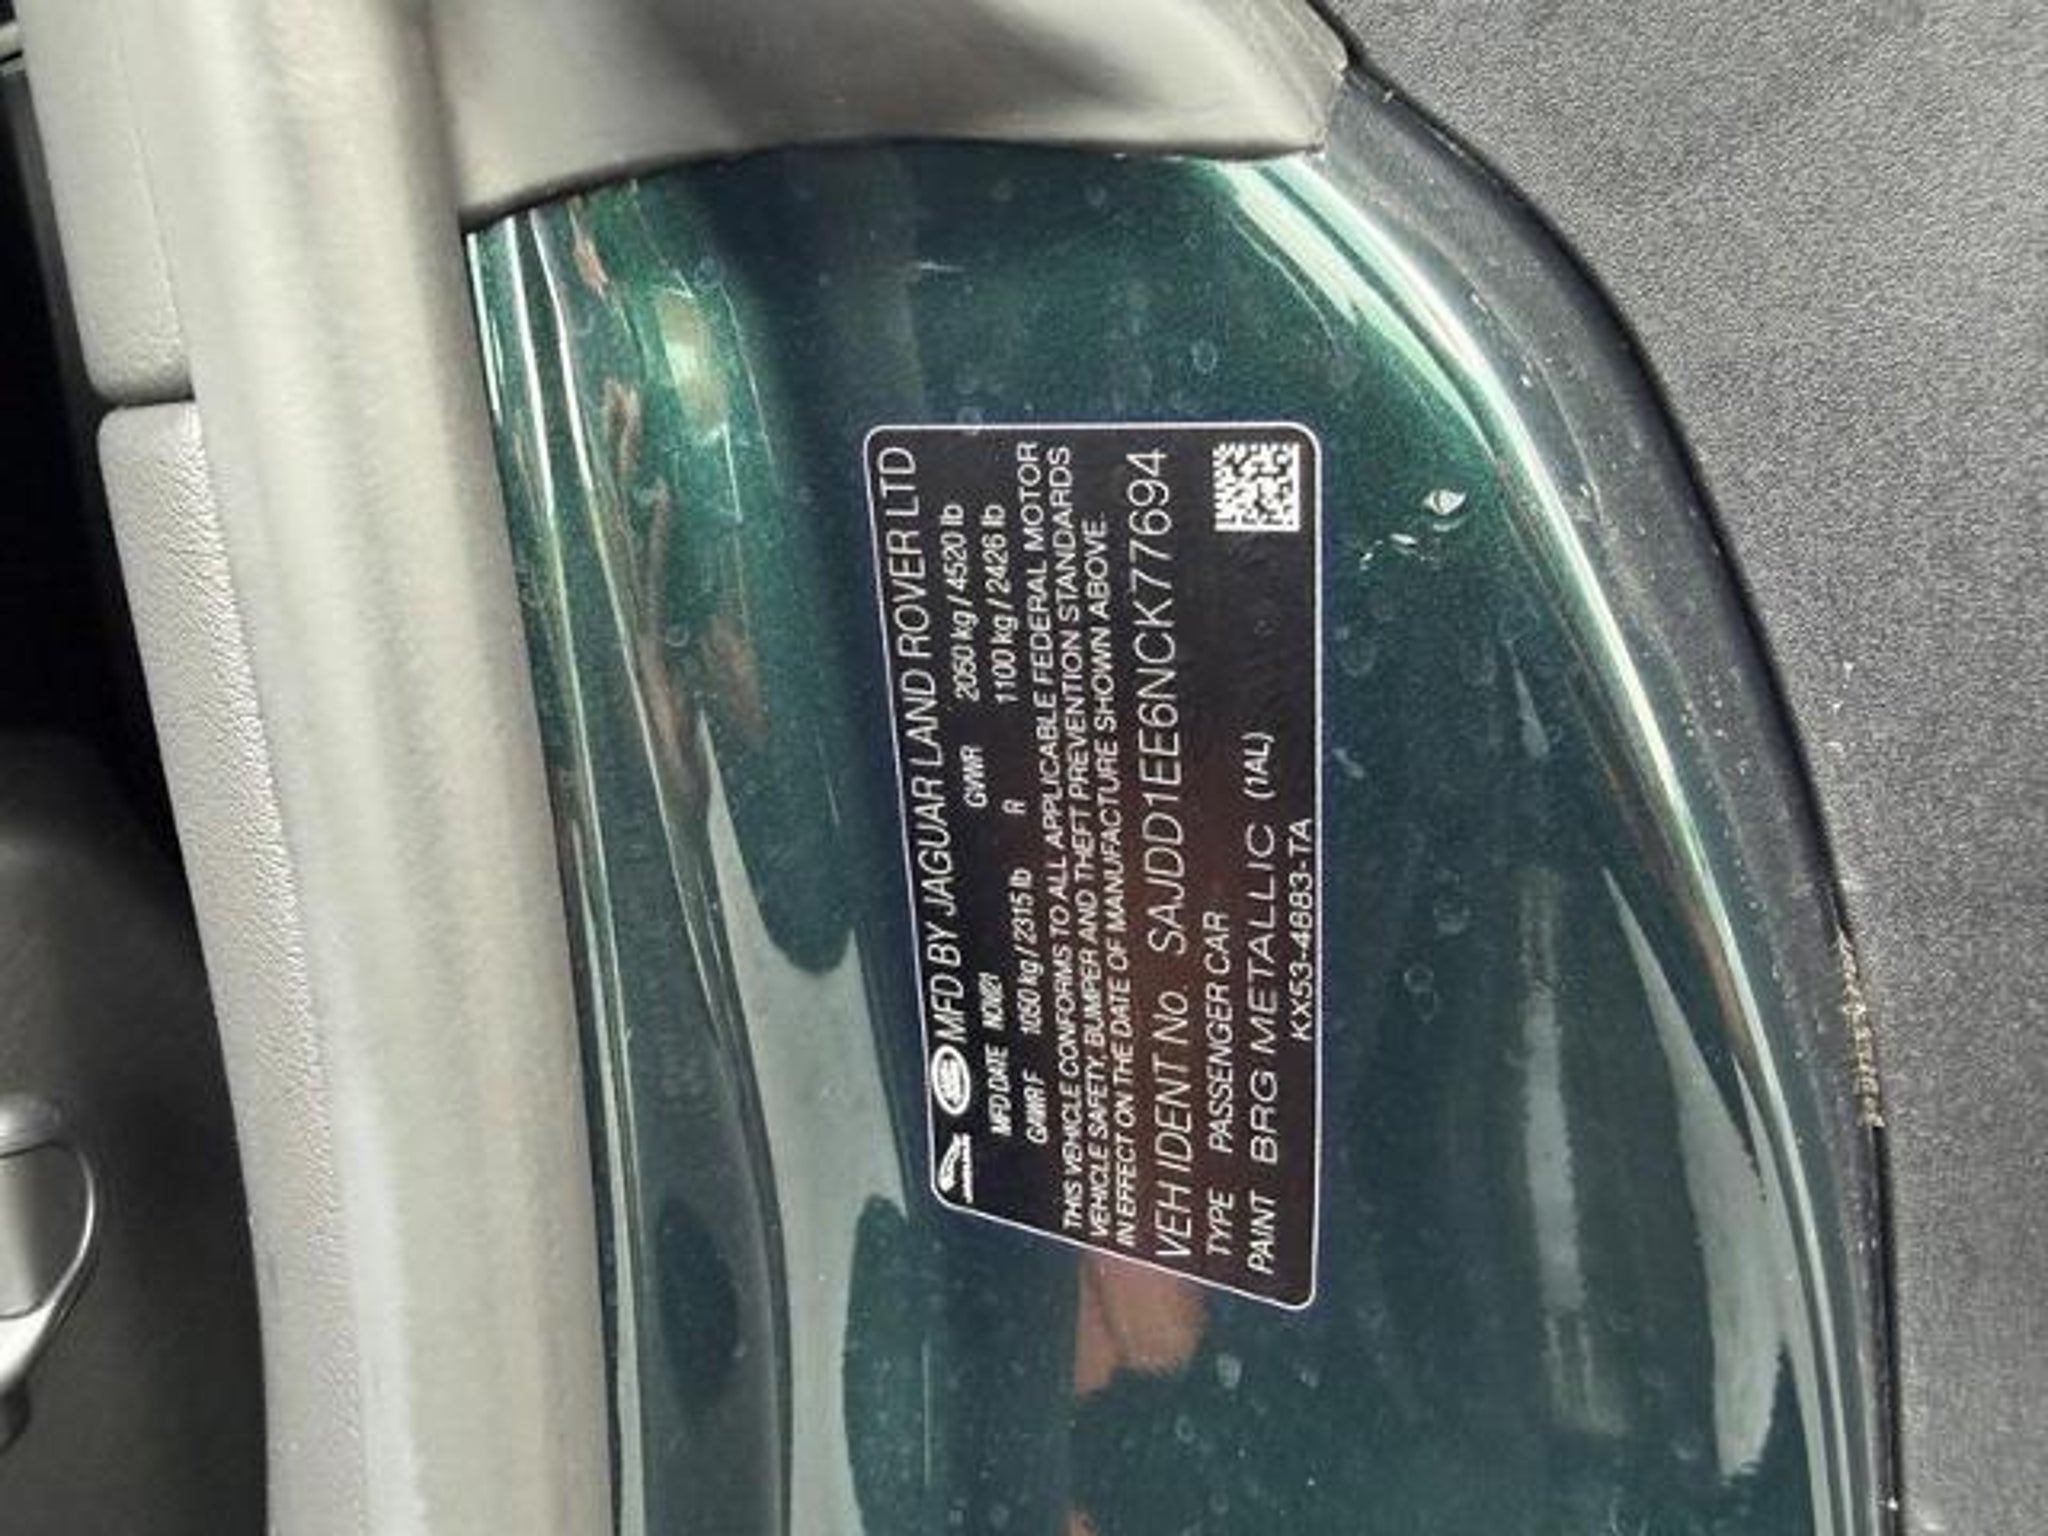 MFD BY JAGUAR LAND ROVER LTD
MFD DATE NOV/21 GVWR 2050 kg / 4520 lb
GAWR F 1050 kg / 2315 lb R 1100 kg / 2426 lb
THIS VEHICLE CONFORMS TO ALL APPLICABLE FEDERAL MOTOR
VEHICLE SAFETY, BUMPER AND THEFT PREVENTION STANDARDS
IN EFFECT ON THE DATE OF MANUFACTURE SHOWN ABOVE.
VEH IDENT No. SAJDD1EE6NCK77694
TYPE PASSENGER CAR
PAINT BRG METALLIC (1AL)
KX53-4883-TA